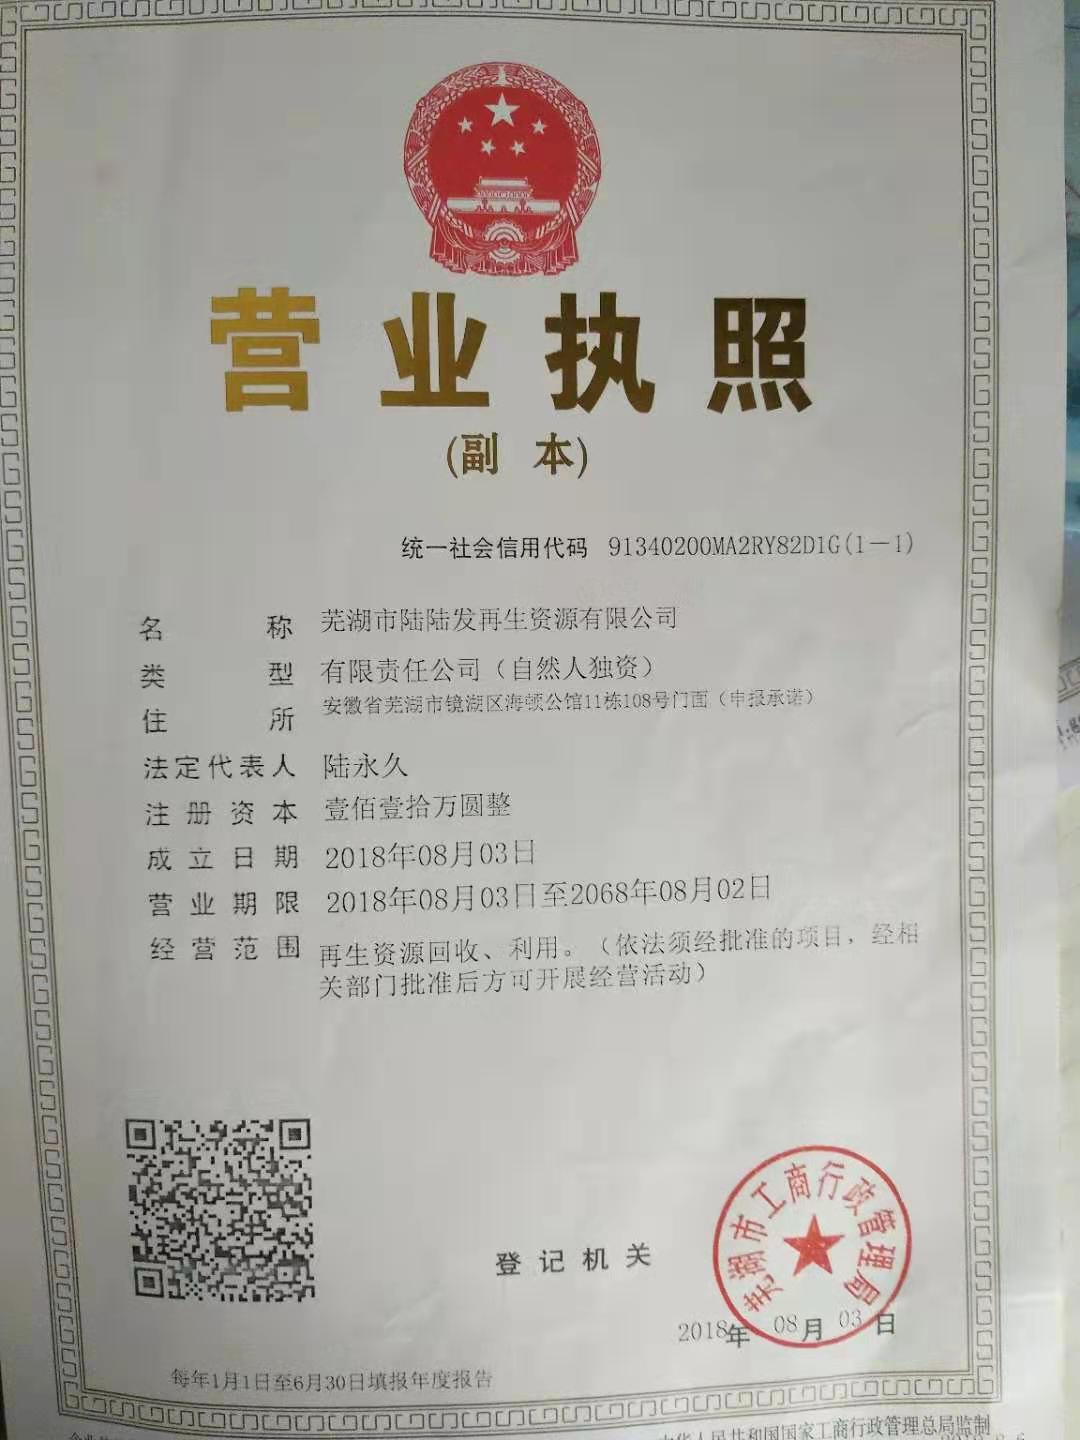 营业执照
(副 本)
统一社会信用代码 91340200MA2RY82D1G(1-1)
名 称 芜湖市陆陆发再生资源有限公司
类 型 有限责任公司（自然人独资）
住 所 安徽省芜湖市镜湖区海顿公馆11栋108号门面（申报承诺）
法定代表人 陆永久
注册资本 壹佰壹拾万圆整
成立日期 2018年08月03日
营业期限 2018年08月03日至2068年08月02日
经营范围 再生资源回收、利用。（依法须经批准的项目，经相
关部门批准后方可开展经营活动）
芜湖市工商行政管理局
登记机关
2018年 08月 03日
每年1月1日至6月30日填报年度报告
中华人民共和国国家工商行政管理总局监制